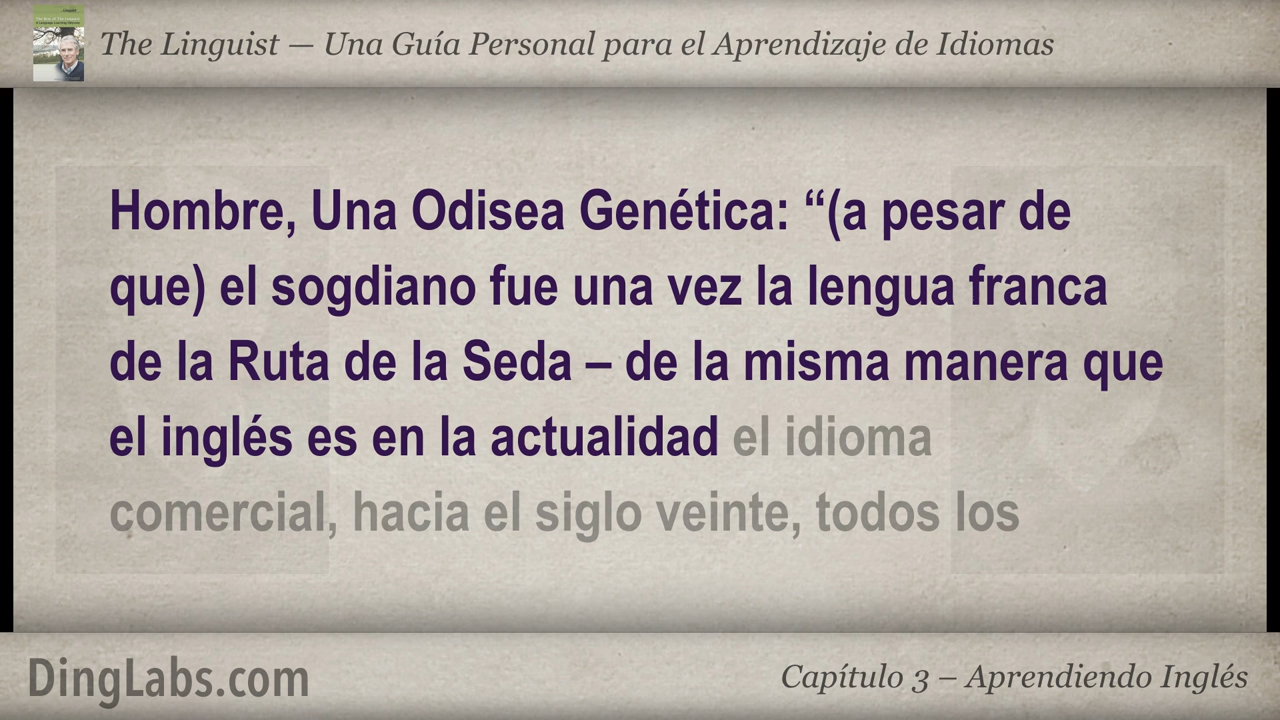 The Linguist — Una Guía Personal para el Aprendizaje de Idiomas
Hombre, Una Odisea Genética: “(a pesar de
que) el sogdiano fue una vez la lengua franca
de la Ruta de la Seda – de la misma manera que
el inglés es en la actualidad el idioma
comercial, hacia el siglo veinte, todos los
DingLabs.com
Capítulo 3 – Aprendiendo Inglés